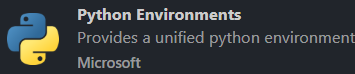 Python Environments
Provides a unified python environment
Microsoft